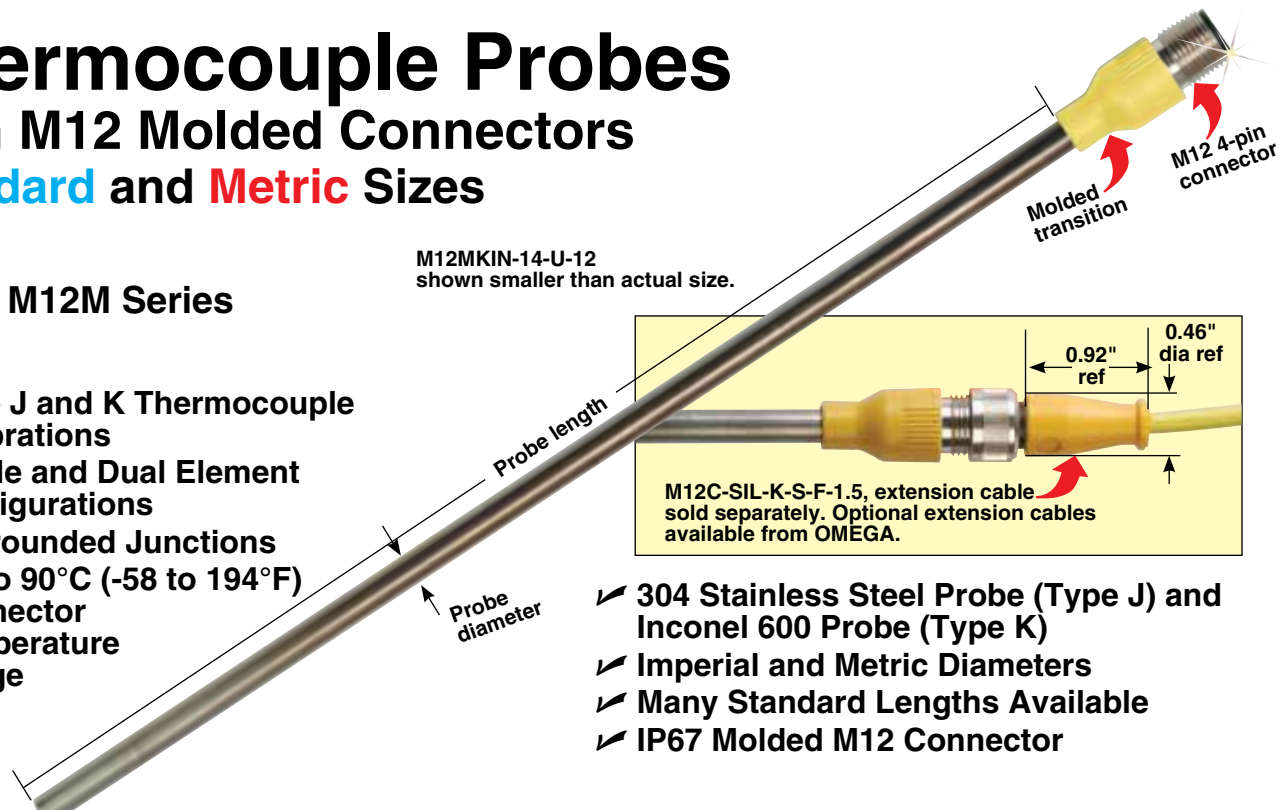 ermocouple Probes
M12 Molded Connectors
dard and Metric Sizes
M12 4-pin
connector
Molded
transition
M12MKIN-14-U-12
shown smaller than actual size.
M12M Series
0.92"
ref
0.46"
dia ref
J and K Thermocouple
brations
le and Dual Element
figurations
rounded Junctions
o 90°C (-58 to 194°F)
nector
perature
ge
Probe length
M12C-SIL-K-S-F-1.5, extension cable
sold separately. Optional extension cables
available from OMEGA.
Probe
diameter
304 Stainless Steel Probe (Type J) and
Inconel 600 Probe (Type K)
Imperial and Metric Diameters
Many Standard Lengths Available
IP67 Molded M12 Connector